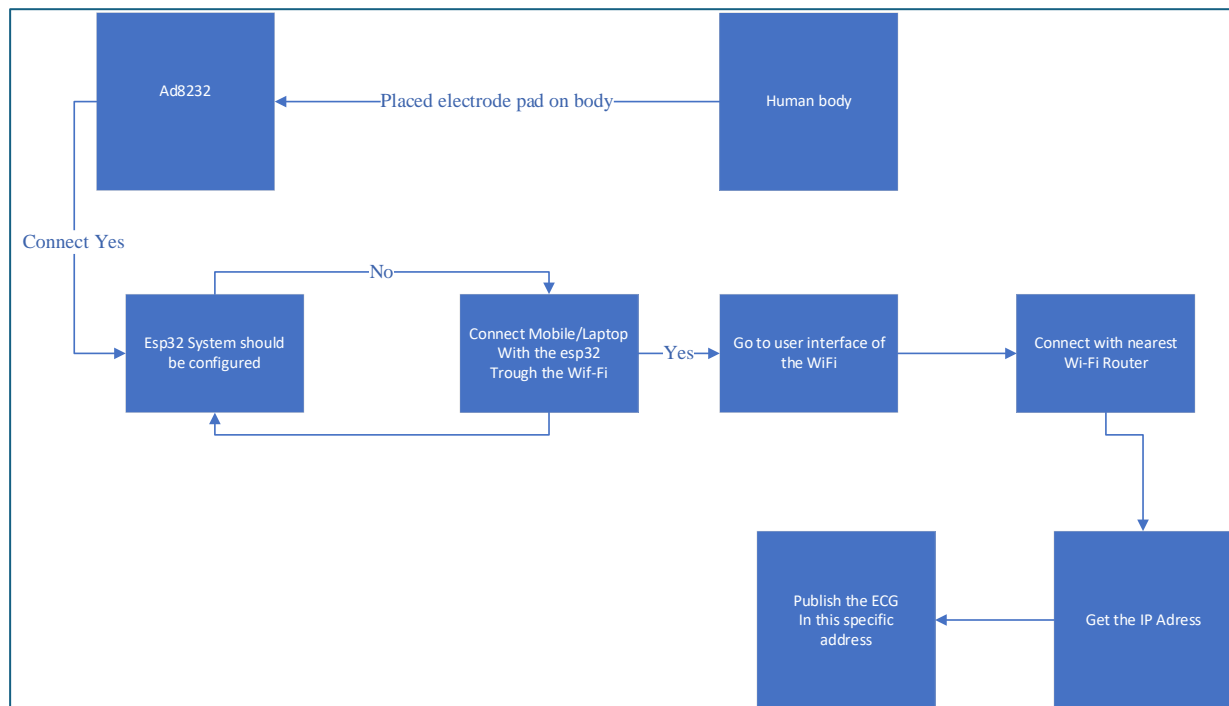 Ad8232
Placed electrode pad on body
Human body
Connect Yes
No
Esp32 System should
be configured
Connect Mobile/Laptop
With the esp32
Trough the Wif-Fi
Yes
Go to user interface of
the WiFi
Connect with nearest
Wi-Fi Router
Publish the ECG
In this specific
address
Get the IP Adress